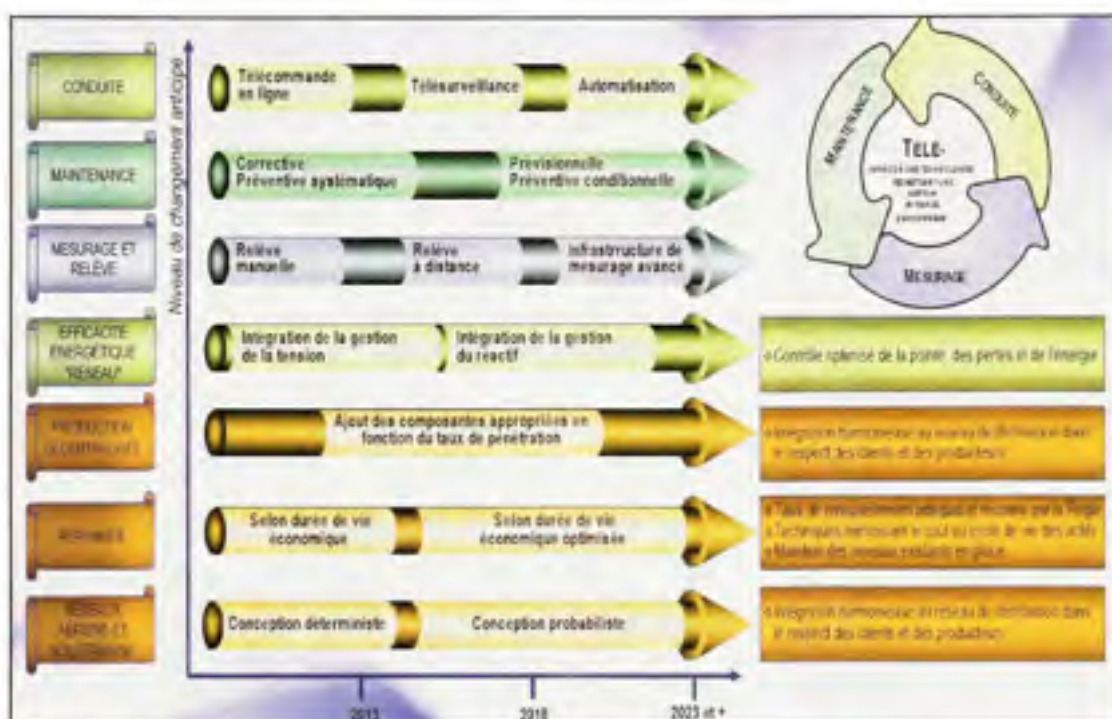 Niveau de changement anticipé
CONDUITE
Télécommande
en ligne
Télésurveillance
Automatisation
MAINTENANCE
Corrective
Préventive systématique
Prévisionnelle
Préventive conditionnelle
MESURAGE ET
RELÈVE
Relève
manuelle
Relève
à distance
Infrastructure de
mesurage avancé
EFFICACITÉ
ÉNERGÉTIQUE
"RÉSEAU"
Intégration de la gestion
de la tension
Intégration de la gestion
du réactif
Ajout des composantes appropriées en
fonction du taux de pénétration
Selon durée de vie
économique
Selon durée de vie
économique optimisée
Conception déterministe
Conception probabiliste
2013
2018
2023 et +
MAINTENANCE
CONDUITE
MESURAGE
TÉLÉ-
Contrôle optimisé de la pointe des pertes et de l'énergie
Intégration harmonieuse au réseau de distribution dans
le respect des clients et des producteurs
Maintien des niveaux existants en place
Intégration harmonieuse au réseau de distribution dans
le respect des clients et des producteurs